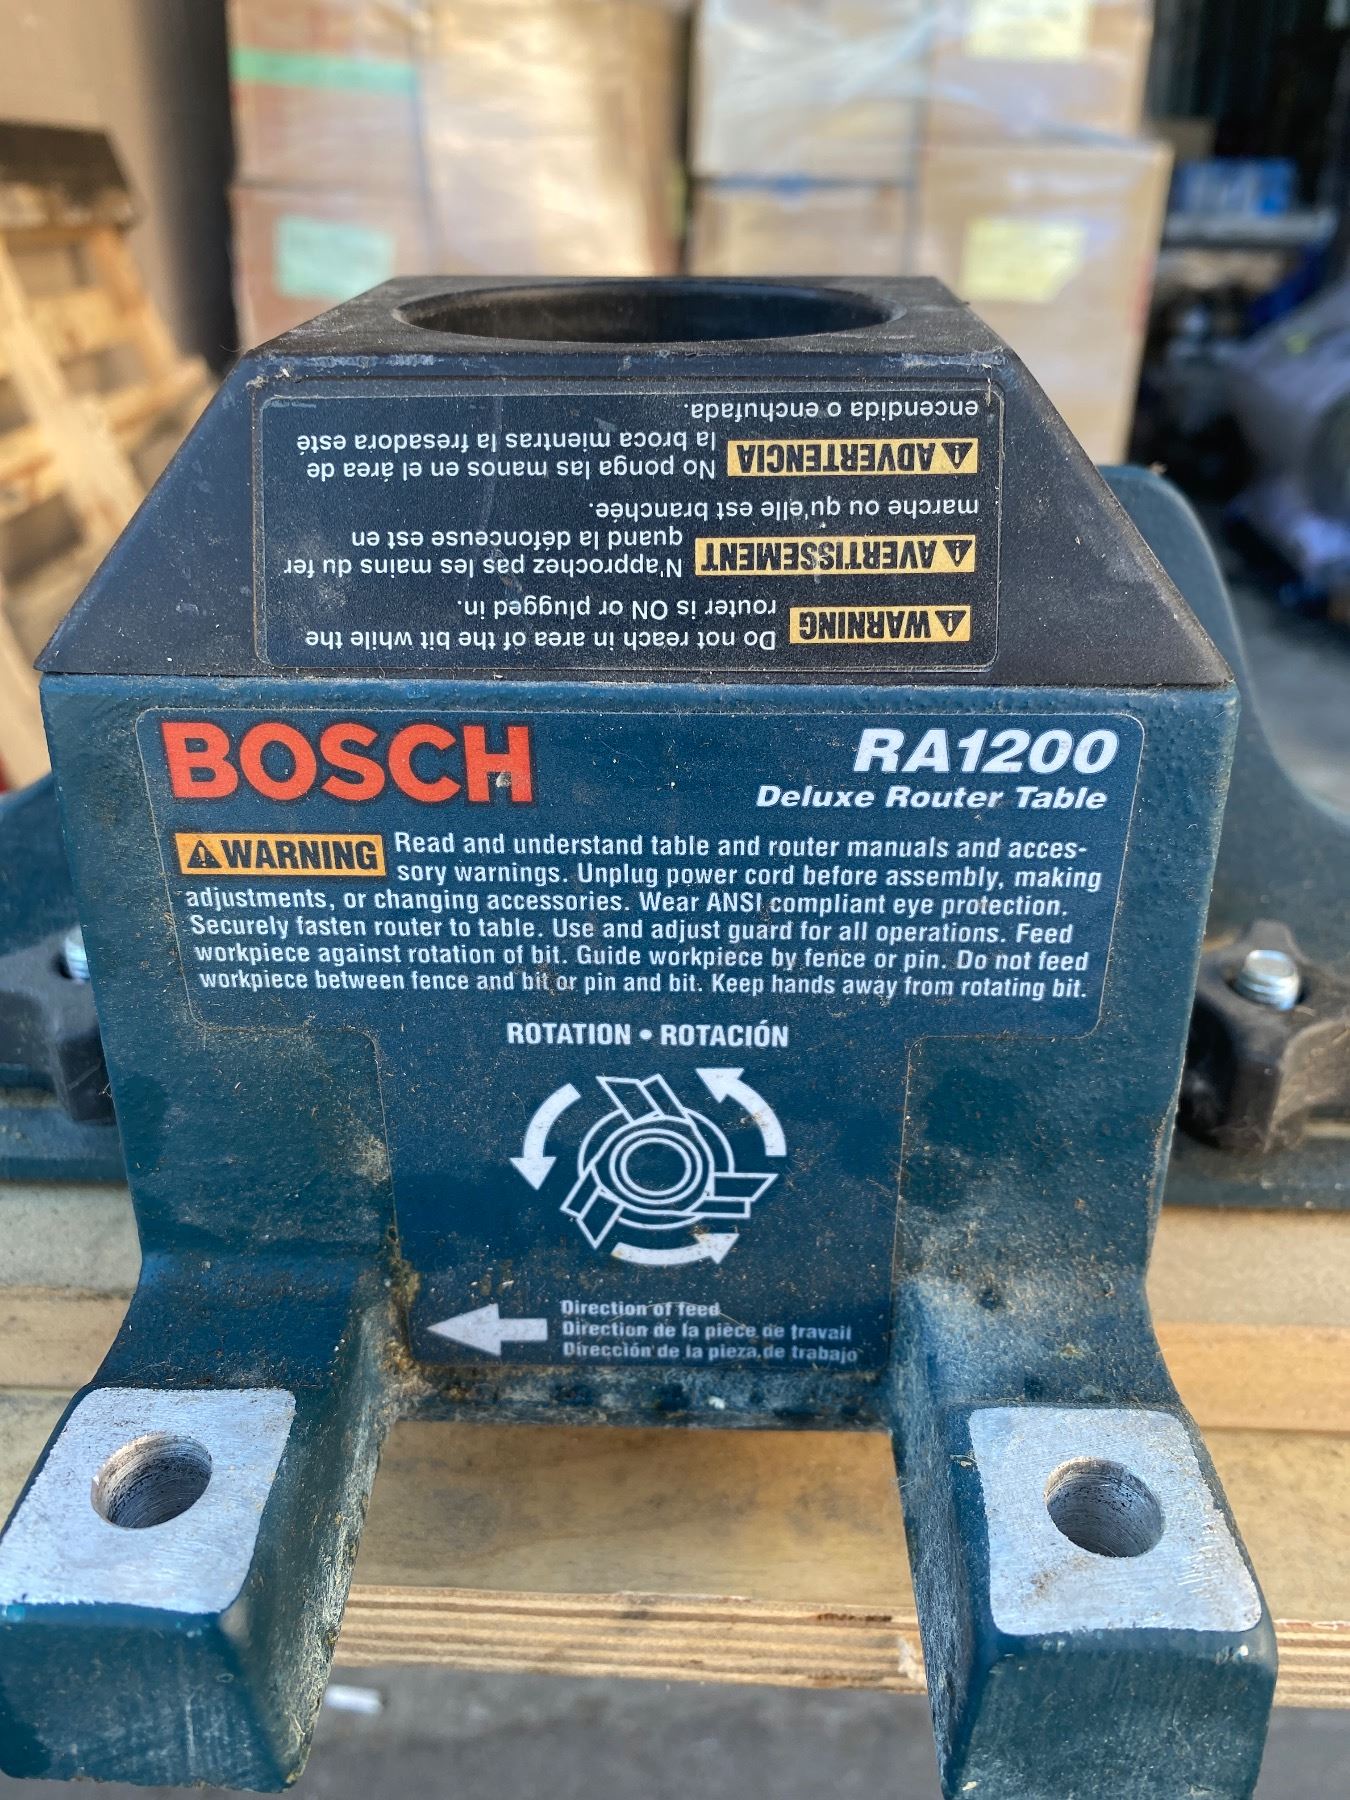 ⚠ WARNING
Do not reach in area of the bit while the
router is ON or plugged in.
⚠ AVERTISSEMENT
N'approchez pas les mains du fer
quand la défonceuse est en
marche ou qu'elle est branchée.
⚠ ADVERTENCIA
No ponga las manos en el área de
la broca mientras la fresadora esté
encendida o enchufada.
BOSCH
RA1200
Deluxe Router Table
⚠ WARNING Read and understand table and router manuals and acces-
sory warnings. Unplug power cord before assembly, making
adjustments, or changing accessories. Wear ANSI compliant eye protection.
Securely fasten router to table. Use and adjust guard for all operations. Feed
workpiece against rotation of bit. Guide workpiece by fence or pin. Do not feed
workpiece between fence and bit or pin and bit. Keep hands away from rotating bit.
ROTATION • ROTACIÓN
Direction of feed
Direction de la pièce de travail
Dirección de la pieza de trabajo